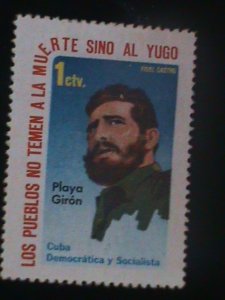 LOS PUEBLOS NO TEMEN A LA MUERTE SINO AL YUGO
FIDEL CASTRO
1ctv.
Playa
Girón
Cuba
Democrática y Socialista